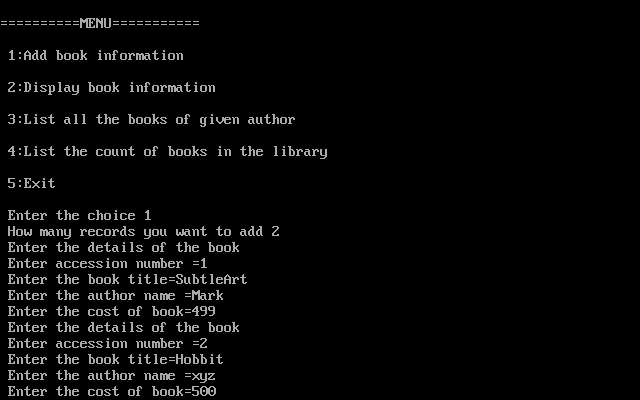 ==========MENU===========
1:Add book information
2:Display book information
3:List all the books of given author
4:List the count of books in the library
5:Exit
Enter the choice 1
How many records you want to add 2
Enter the details of the book
Enter accession number =1
Enter the book title=SubtleArt
Enter the author name =Mark
Enter the cost of book=499
Enter the details of the book
Enter accession number =2
Enter the book title=Hobbit
Enter the author name =xyz
Enter the cost of book=500